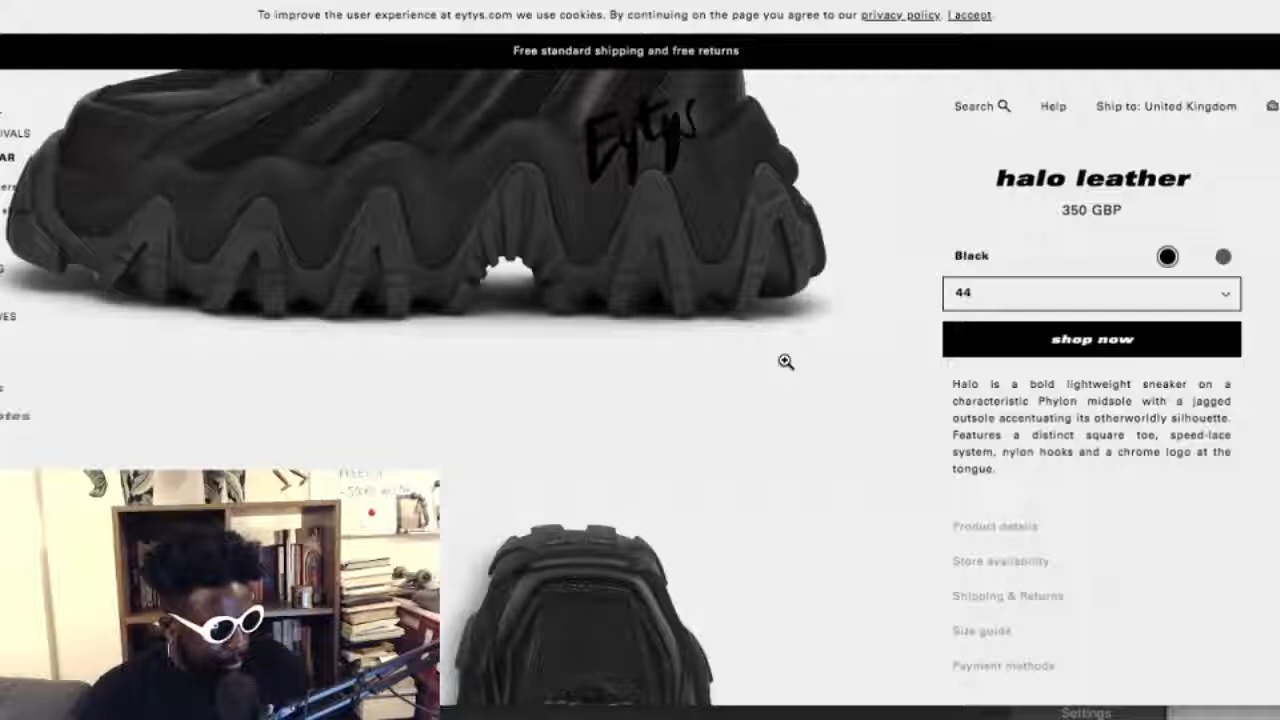 To improve the user experience at eytys.com we use cookies. By continuing on the page you agree to our privacy policy. I accept.
Free standard shipping and free returns
Search
Help
Ship to: United Kingdom
Eytys
halo leather
350 GBP
Black
44
shop now
Halo is a bold lightweight sneaker on a
characteristic Phylon midsole with a jagged
outsole accentuating its otherworldly silhouette.
Features a distinct square toe, speed-lace
system, nylon hooks and a chrome logo at the
tongue.
Product details
Store availability
Shipping & Returns
Size guide
Payment methods
Settings